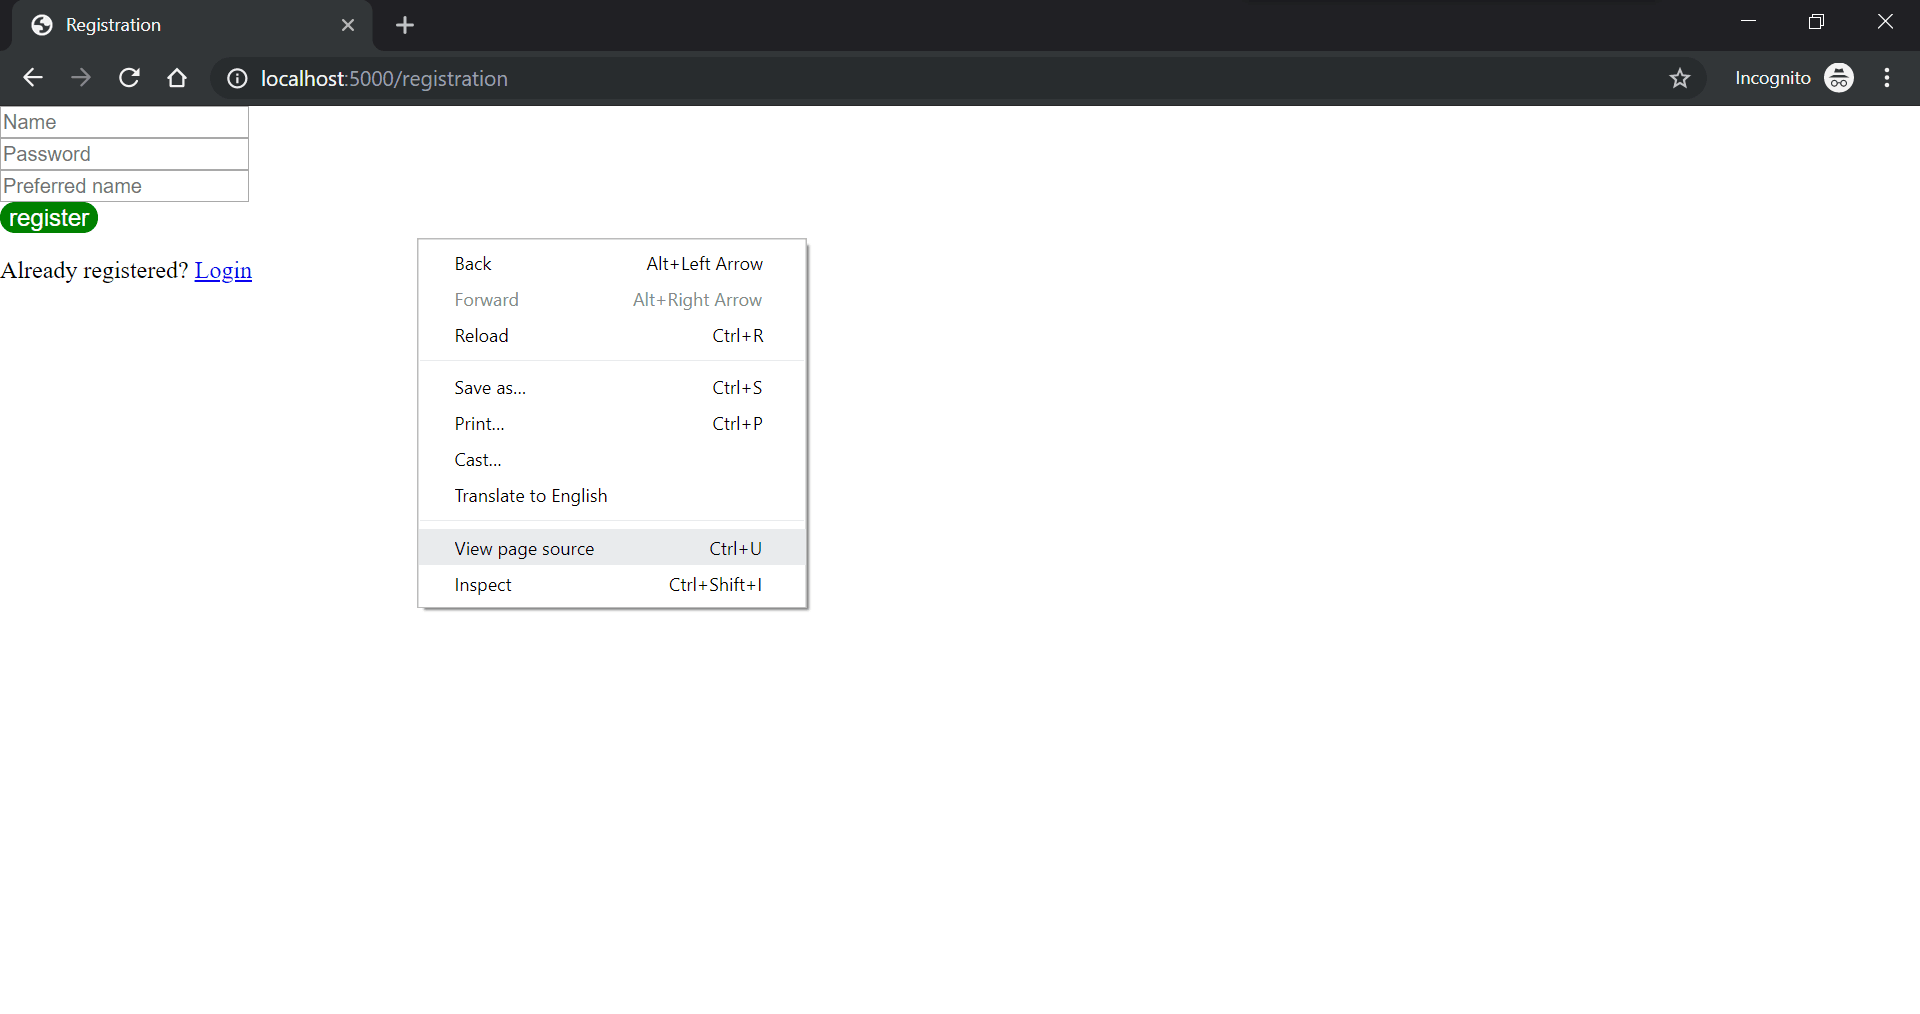 Registration
localhost:5000/registration
Incognito
Name
Password
Preferred name
register
Already registered? Login
Back Alt+Left Arrow
Forward Alt+Right Arrow
Reload Ctrl+R
Save as... Ctrl+S
Print... Ctrl+P
Cast...
Translate to English
View page source Ctrl+U
Inspect Ctrl+Shift+I